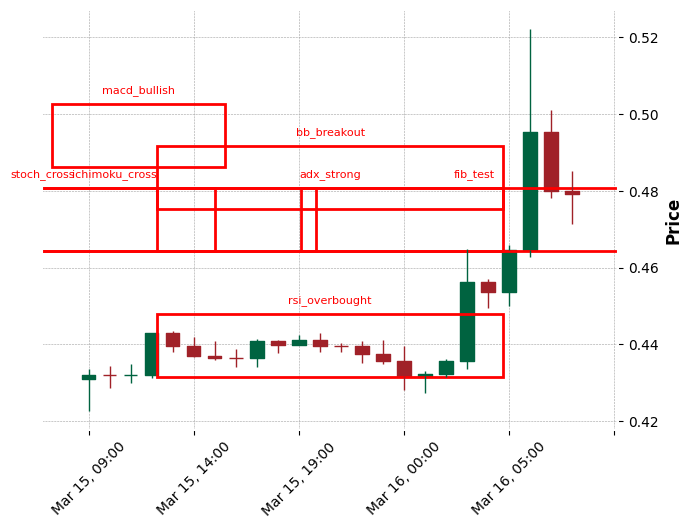 0.52
macd_bullish
0.50
bb_breakout
stoch_cross
ichimoku_cross
adx_strong
fib_test
0.48
Price
0.46
rsi_overbought
0.44
0.42
Mar 15, 09:00
Mar 15, 14:00
Mar 15, 19:00
Mar 16, 00:00
Mar 16, 05:00